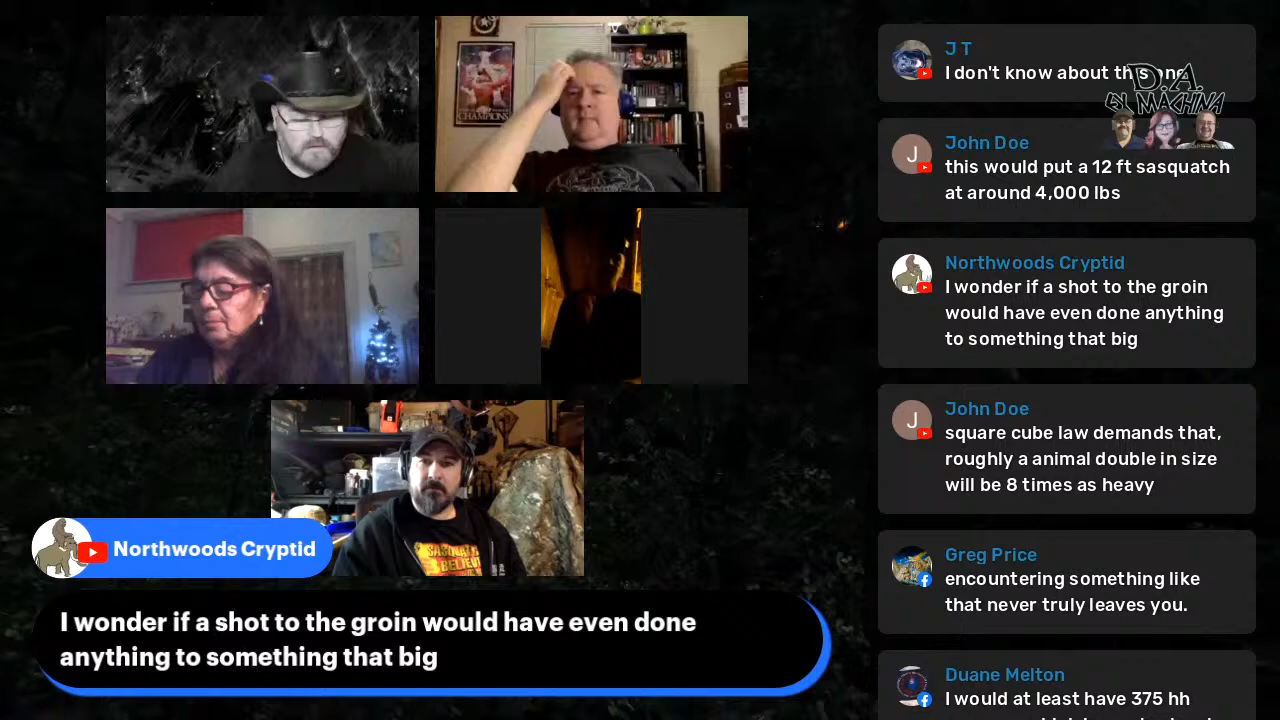 CHAMPIONS
Northwoods Cryptid
I wonder if a shot to the groin would have even done
anything to something that big
J T
I don't know about this one
D.A.
EX MACHINA
J
John Doe
this would put a 12 ft sasquatch
at around 4,000 lbs
Northwoods Cryptid
I wonder if a shot to the groin
would have even done anything
to something that big
J
John Doe
square cube law demands that,
roughly a animal double in size
will be 8 times as heavy
Greg Price
encountering something like
that never truly leaves you.
Duane Melton
I would at least have 375 hh